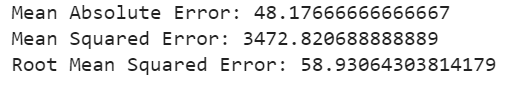 Mean Absolute Error: 48.17666666666667
Mean Squared Error: 3472.820688888889
Root Mean Squared Error: 58.93064303814179